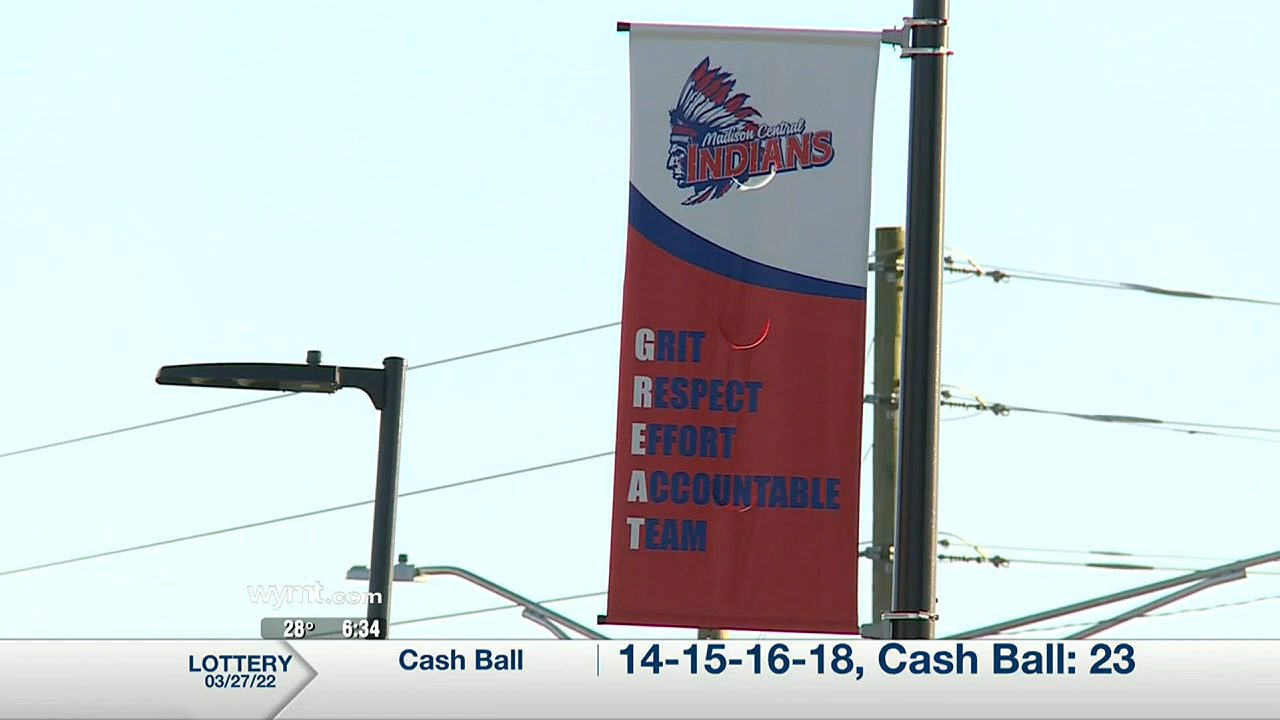 Madison Central
INDIANS
GRIT
RESPECT
EFFORT
ACCOUNTABLE
TEAM
wymt.com
28° 6:34
LOTTERY
03/27/22
Cash Ball
14-15-16-18, Cash Ball: 23